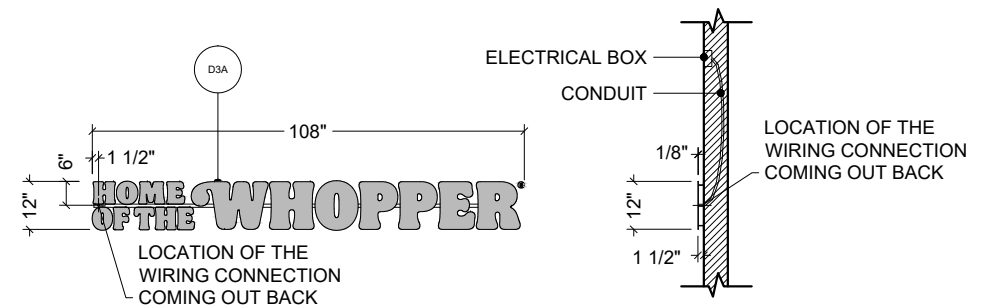 D3A
108"
1 1/2"
6"
12"
HOME
OF THE
WHOPPER®
LOCATION OF THE
WIRING CONNECTION
COMING OUT BACK
ELECTRICAL BOX
CONDUIT
LOCATION OF THE
WIRING CONNECTION
COMING OUT BACK
1/8"
12"
1 1/2"